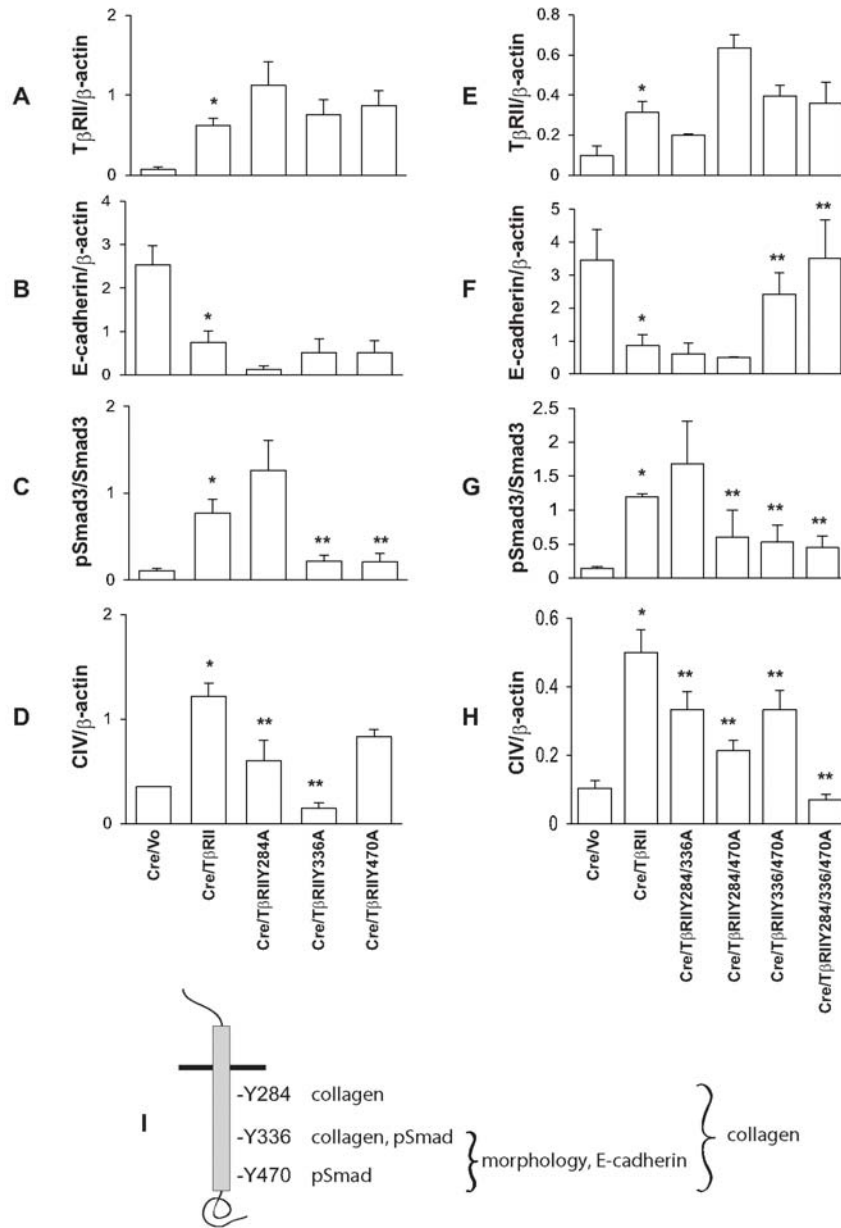 A
TβRII/β-actin
2
1
0
*
B
E-cadherin/β-actin
4
3
2
1
0
*
C
pSmad3/Smad3
2
1
0
*
**
**
D
CIV/β-actin
2
1
0
*
**
**
Cre/Vo
Cre/TβRII
Cre/TβRIIY284A
Cre/TβRIIY336A
Cre/TβRIIY470A
E
TβRII/β-actin
0.8
0.6
0.4
0.2
0
*
F
E-cadherin/β-actin
5
4
3
2
1
0
*
**
**
G
pSmad3/Smad3
2.5
2
1.5
1
0.5
0
*
**
**
**
H
CIV/β-actin
0.6
0.4
0.2
0
*
**
**
**
**
Cre/Vo
Cre/TβRII
Cre/TβRIIY284/336A
Cre/TβRIIY284/470A
Cre/TβRIIY336/470A
Cre/TβRIIY284/336/470A
I
-Y284 collagen
-Y336 collagen, pSmad
-Y470 pSmad
morphology, E-cadherin
collagen